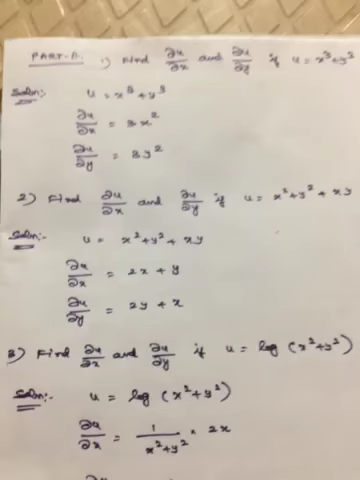 PART-A. 1) Find ∂u/∂x and ∂u/∂y if u = x³+y³
Soln:- u = x³+y³
∂u/∂x = 3x²
∂u/∂y = 3y²
2) Find ∂u/∂x and ∂u/∂y if u = x²+y²+xy
Soln:- u = x²+y²+xy
∂u/∂x = 2x+y
∂u/∂y = 2y+x
3) Find ∂u/∂x and ∂u/∂y if u = log (x²+y²)
Soln:- u = log (x²+y²)
∂u/∂x = 1/(x²+y²) · 2x